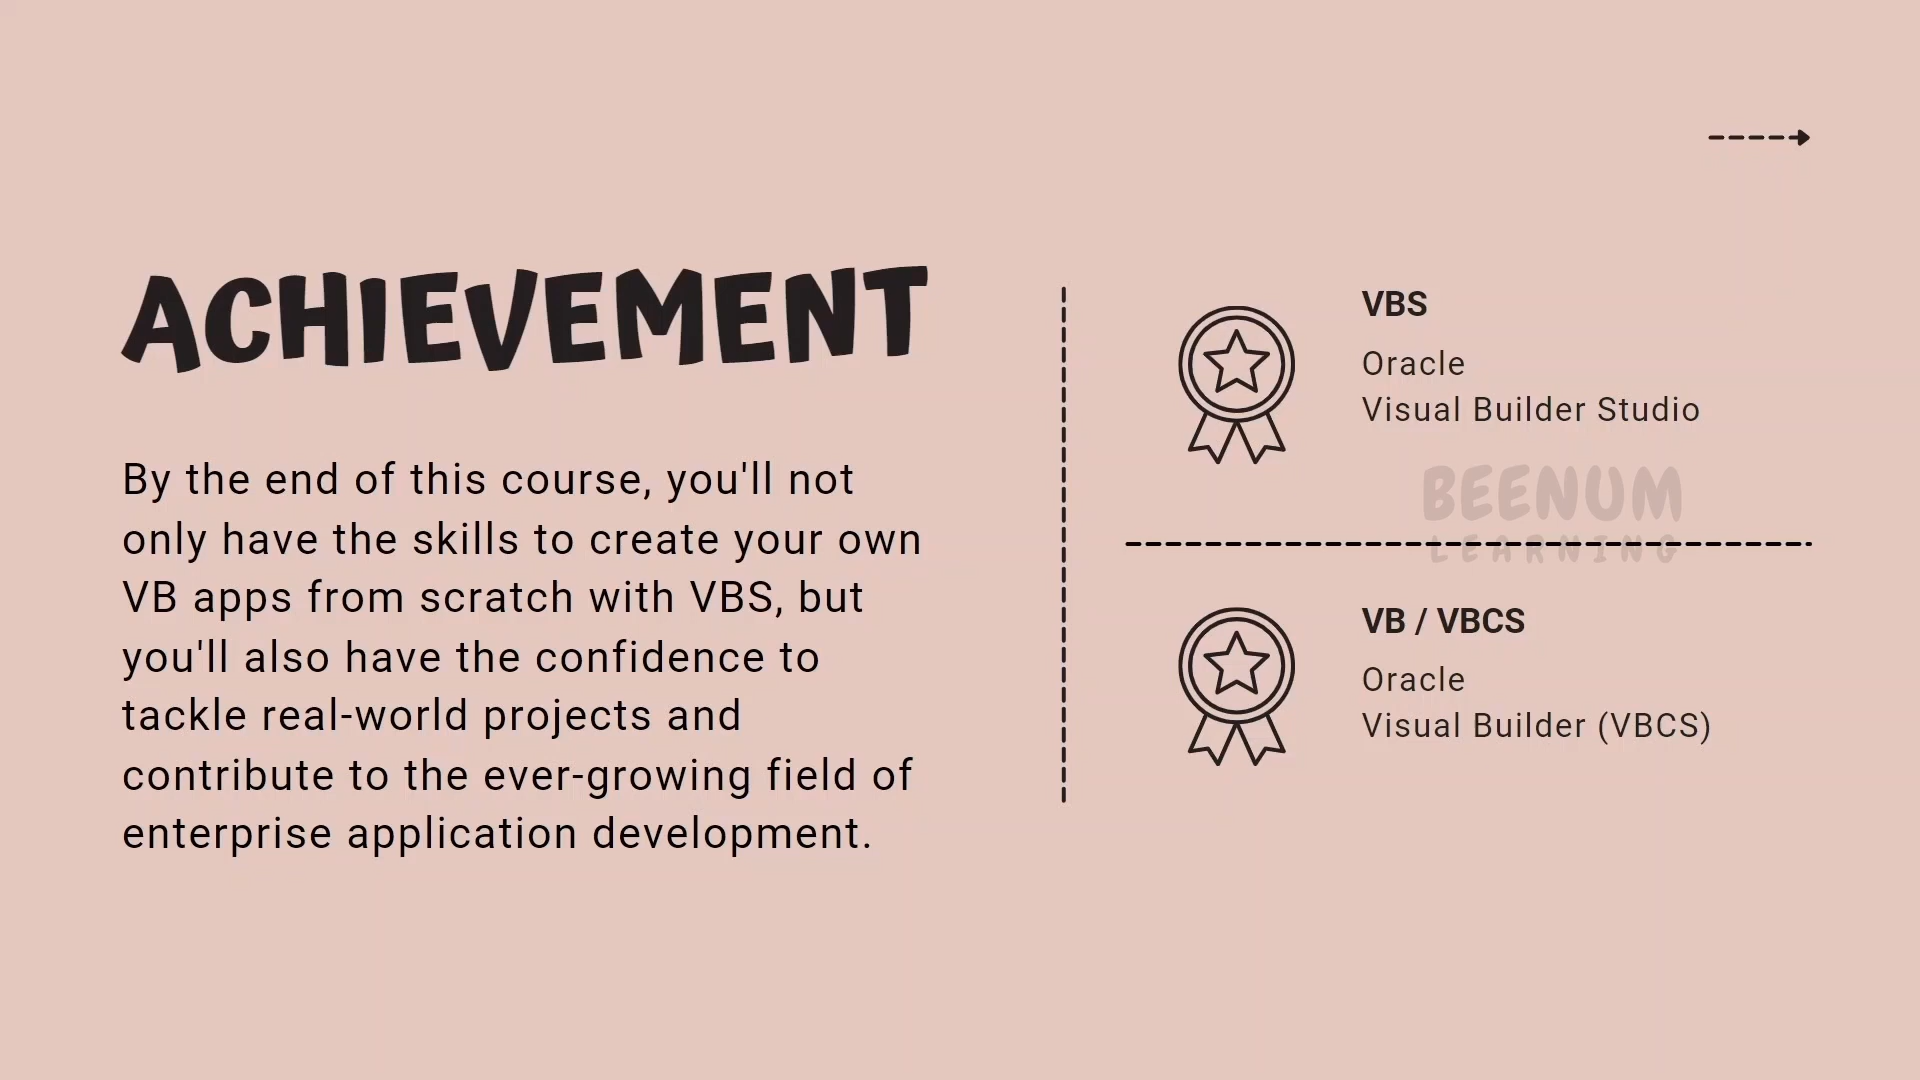 ACHIEVEMENT
By the end of this course, you'll not
only have the skills to create your own
VB apps from scratch with VBS, but
you'll also have the confidence to
tackle real-world projects and
contribute to the ever-growing field of
enterprise application development.
VBS
Oracle
Visual Builder Studio
BEENUM
LEARNING
VB / VBCS
Oracle
Visual Builder (VBCS)